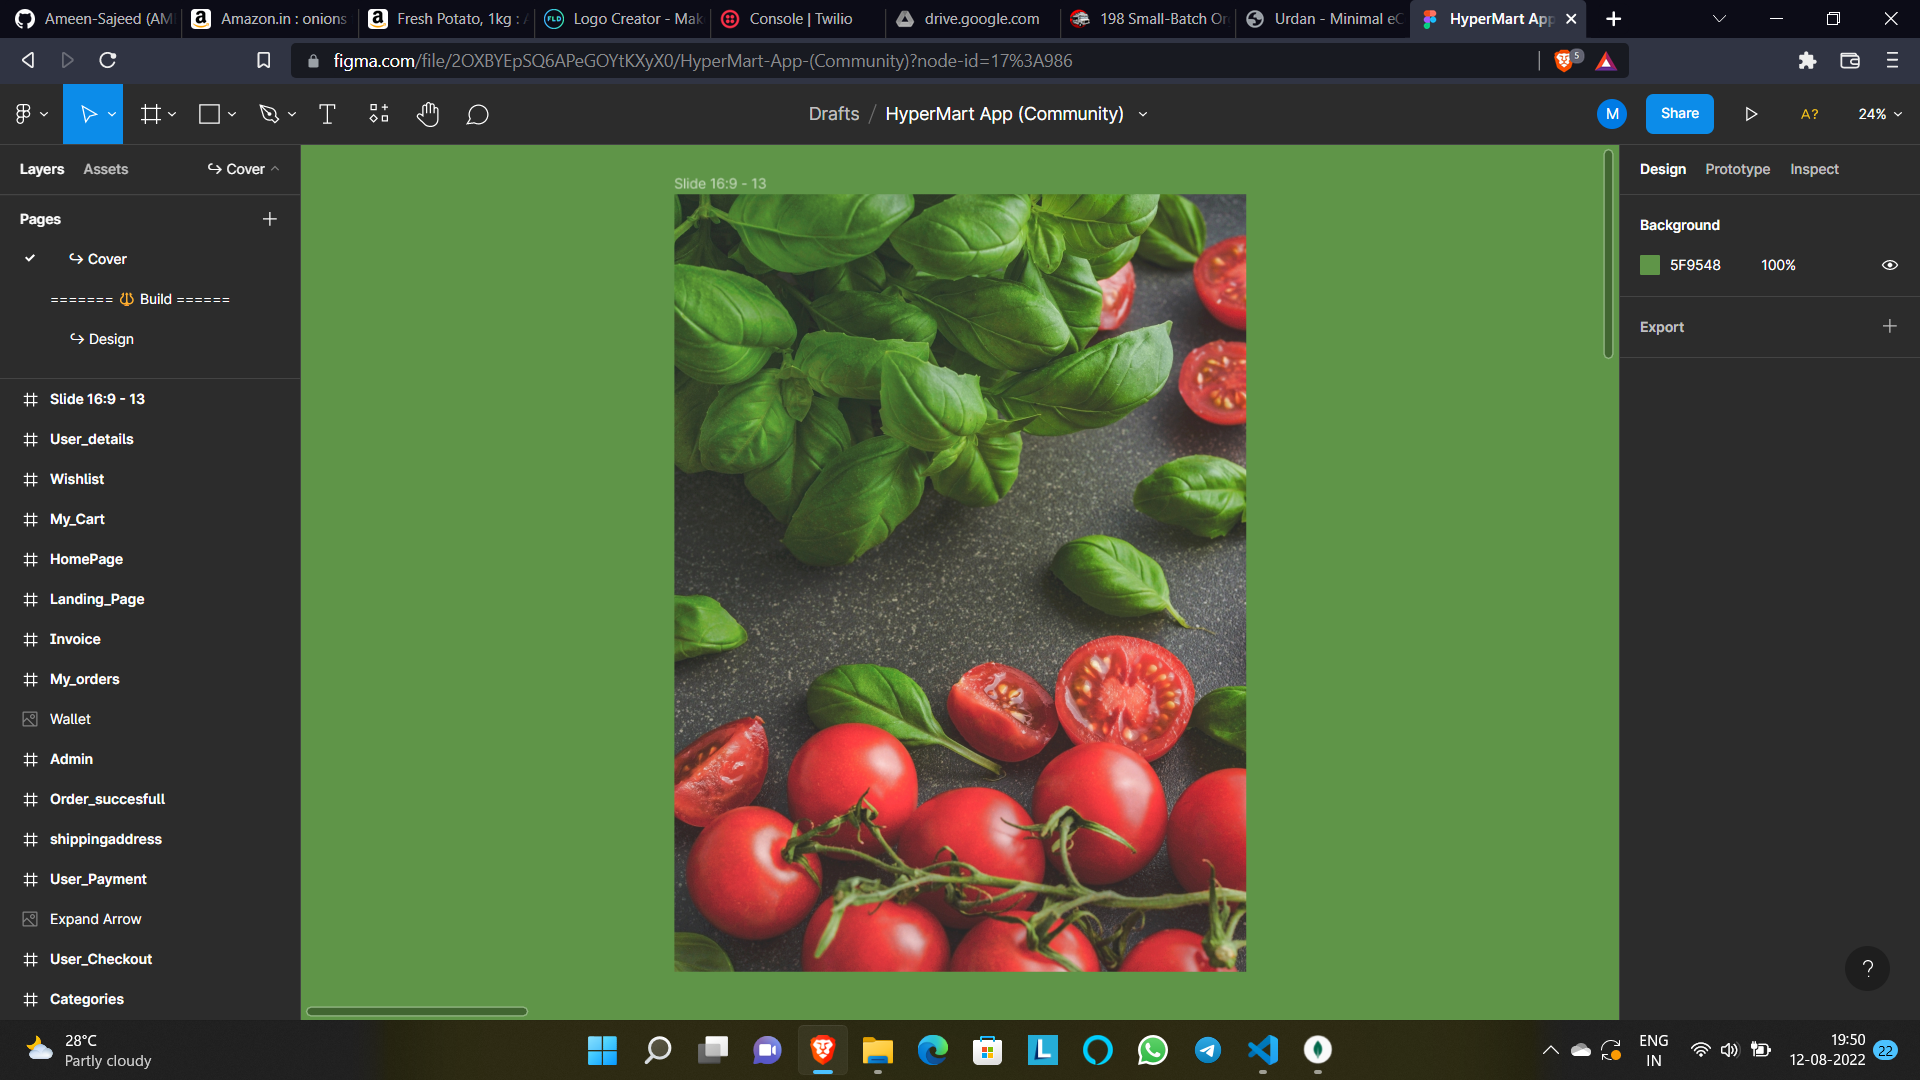 Ameen-Sajeed (AM
Amazon.in : onions
Fresh Potato, 1kg :
Logo Creator - Mak
Console | Twilio
drive.google.com
198 Small-Batch Or
Urdan - Minimal eC
HyperMart App
figma.com/file/2OXBYEpSQ6APeGOYtKXyX0/HyperMart-App-(Community)?node-id=17%3A986
5
Drafts / HyperMart App (Community)
M
Share
A?
24%
Layers
Assets
↪ Cover
Design
Prototype
Inspect
Slide 16:9 - 13
Pages
Background
↪ Cover
5F9548
100%
======= Build ======
Export
↪ Design
Slide 16:9 - 13
User_details
Wishlist
My_Cart
HomePage
Landing_Page
Invoice
My_orders
Wallet
Admin
Order_succesfull
shippingaddress
User_Payment
Expand Arrow
User_Checkout
Categories
?
28°C
Partly cloudy
L
ENG
IN
19:50
12-08-2022
22